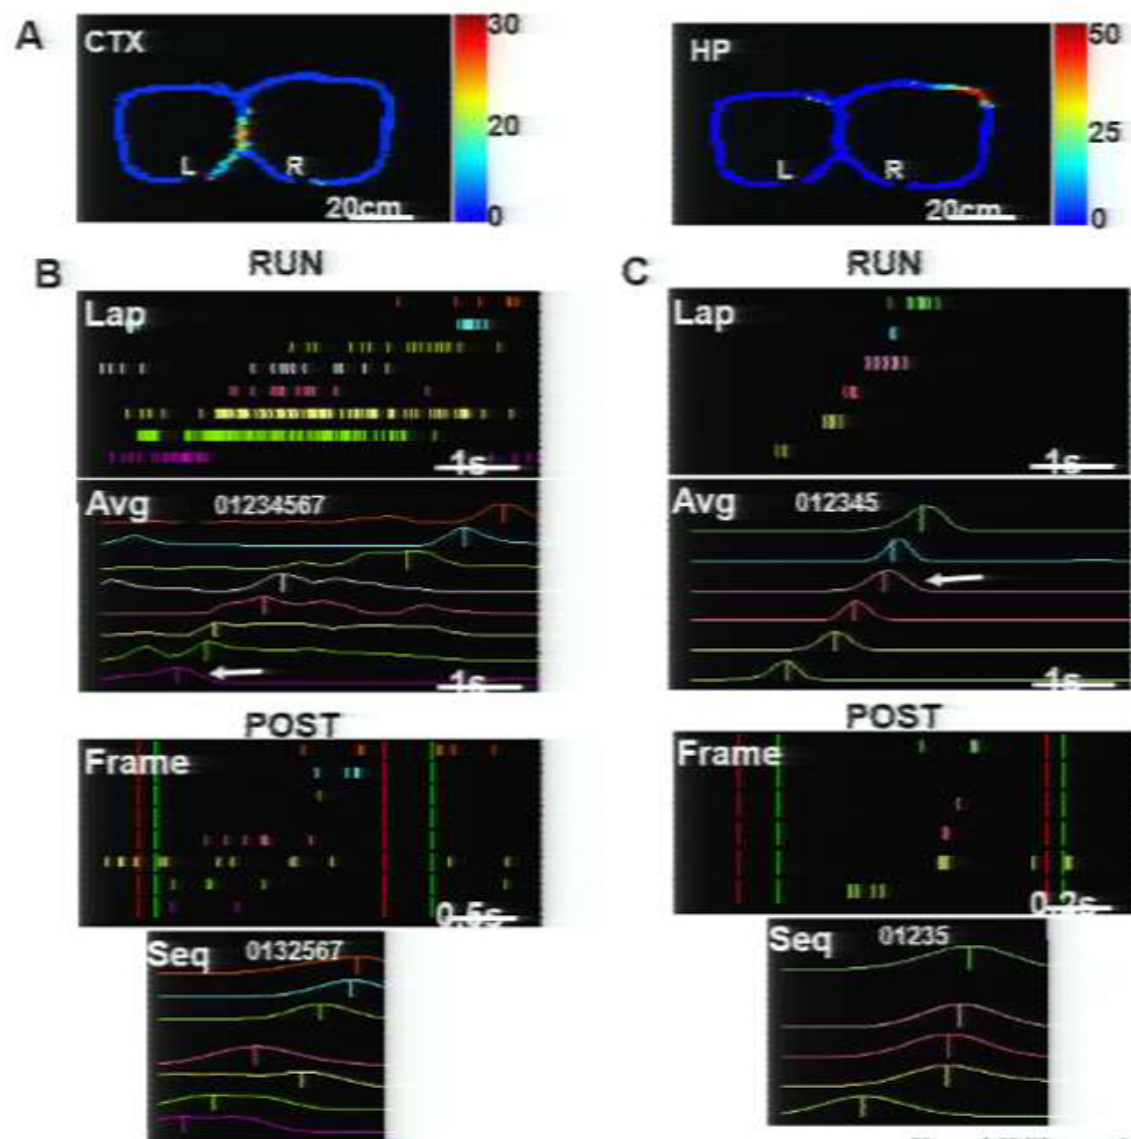 A
CTX
30
20
0
L
R
20cm
HP
50
25
0
L
R
20cm
B
RUN
Lap
1s
Avg
01234567
1s
POST
Frame
0.5s
Seq
0132567
C
RUN
Lap
1s
Avg
012345
1s
POST
Frame
0.2s
Seq
01235